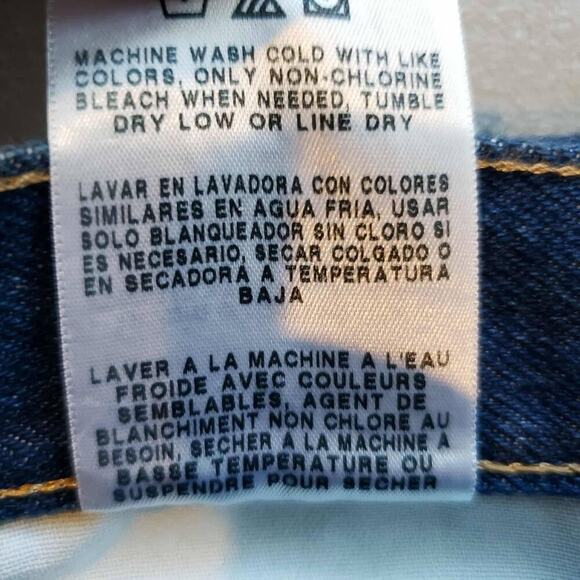 MACHINE WASH COLD WITH LIKE
COLORS, ONLY NON-CHLORINE
BLEACH WHEN NEEDED, TUMBLE
DRY LOW OR LINE DRY
LAVAR EN LAVADORA CON COLORES
SIMILARES EN AGUA FRIA, USAR
SOLO BLANQUEADOR SIN CLORO SI
ES NECESARIO, SECAR COLGADO O
EN SECADORA A TEMPERATURA
BAJA
LAVER A LA MACHINE A L'EAU
FROIDE AVEC COULEURS
SEMBLABLES, AGENT DE
BLANCHIMENT NON CHLORE AU
BESOIN, SECHER A LA MACHINE A
BASSE TEMPERATURE OU
SUSPENDRE POUR SECHER